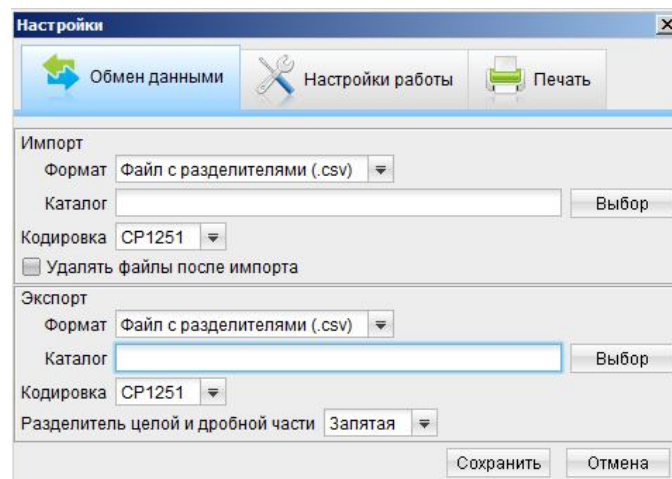 Настройки
Обмен данными Настройки работы Печать
Импорт
Формат Файл с разделителями (.csv)
Каталог Выбор
Кодировка CP1251
Удалять файлы после импорта
Экспорт
Формат Файл с разделителями (.csv)
Каталог Выбор
Кодировка CP1251
Разделитель целой и дробной части Запятая
Сохранить Отмена